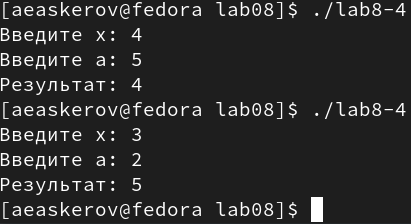 [aeaskerov@fedora lab08]$ ./lab8-4
Введите x: 4
Введите a: 5
Результат: 4
[aeaskerov@fedora lab08]$ ./lab8-4
Введите x: 3
Введите a: 2
Результат: 5
[aeaskerov@fedora lab08]$